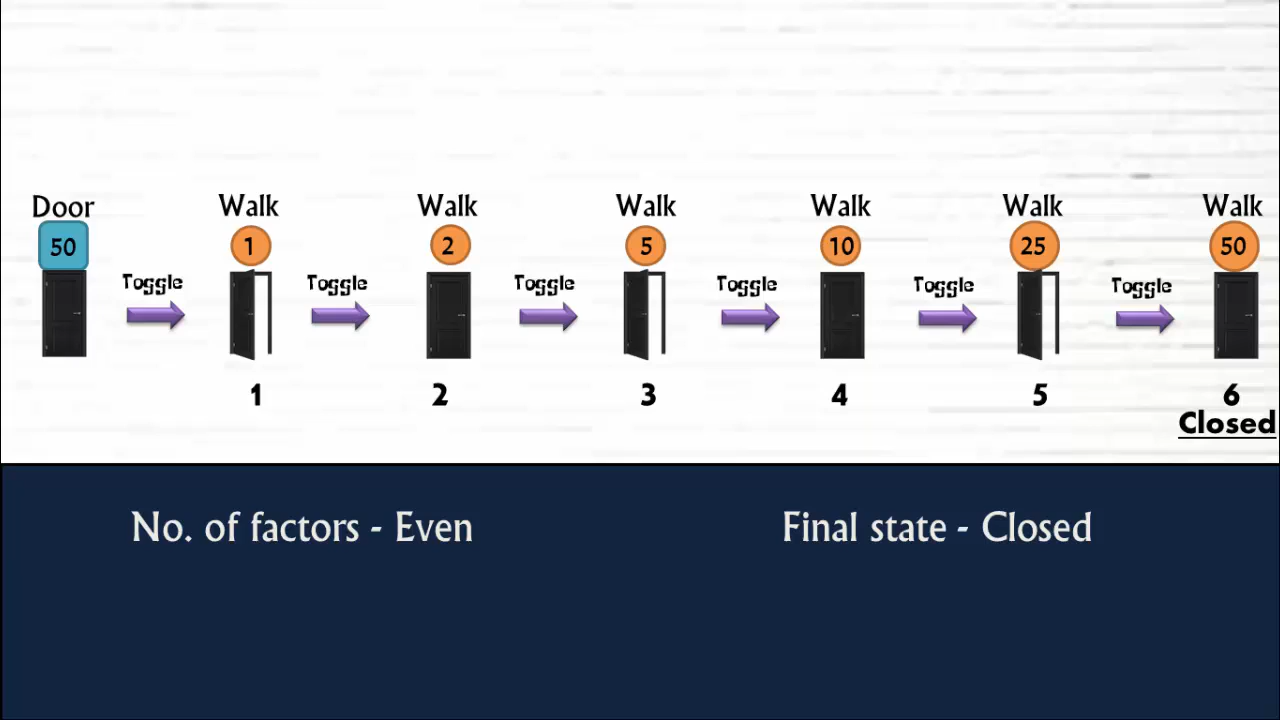 Door Walk Walk Walk Walk Walk Walk
50 1 2 5 10 25 50
Toggle Toggle Toggle Toggle Toggle Toggle
1 2 3 4 5 6
Closed
No. of factors - Even Final state - Closed